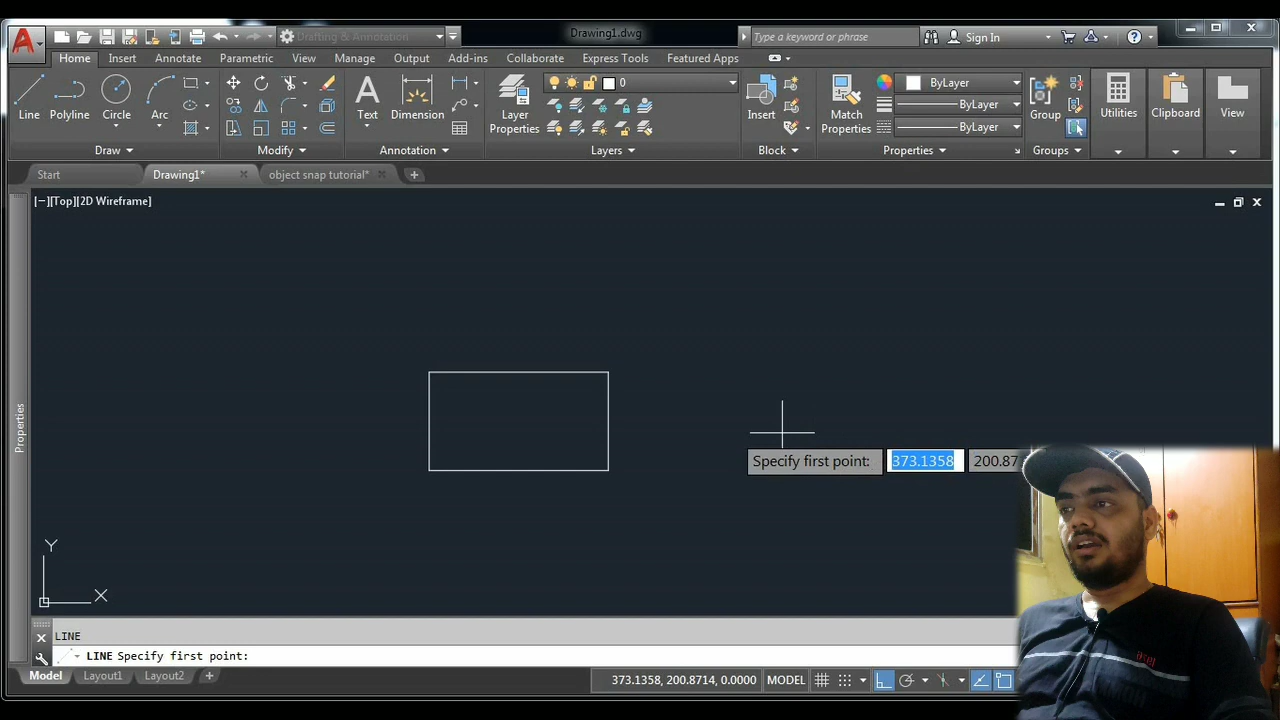 Drafting & Annotation
Drawing1.dwg
Type a keyword or phrase
Sign In
Home Insert Annotate Parametric View Manage Output Add-ins Collaborate Express Tools Featured Apps
0
ByLayer
ByLayer
ByLayer
Line Polyline Circle Arc Text Dimension Layer Properties Insert Match Properties Group Utilities Clipboard View
Draw Modify Annotation Layers Block Properties Groups
Start Drawing1* object snap tutorial*
[−][Top][2D Wireframe]
Properties
Specify first point: 373.1358 200.87
Y
X
LINE
LINE Specify first point:
Model Layout1 Layout2 373.1358, 200.8714, 0.0000 MODEL